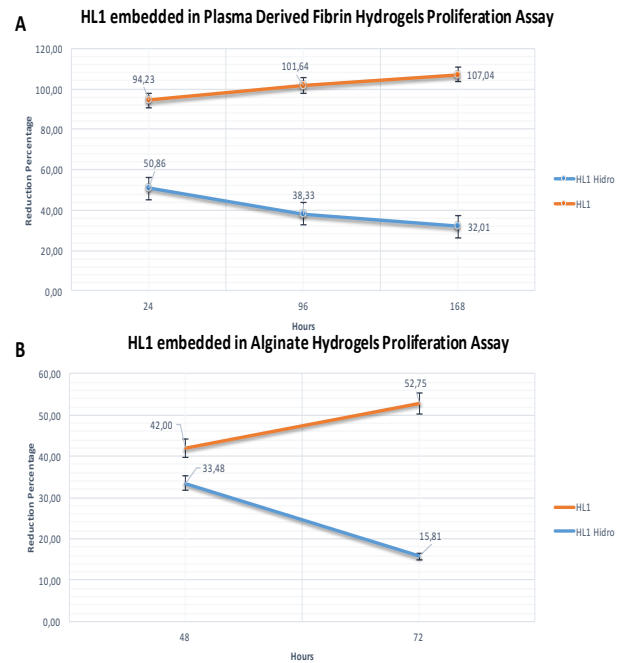 A
HL1 embedded in Plasma Derived Fibrin Hydrogels Proliferation Assay
120,00
100,00
80,00
60,00
40,00
20,00
0,00
Reduction Percentage
94,23
101,64
107,04
50,86
38,33
32,01
24
96
168
Hours
HL1 Hidro
HL1
B
HL1 embedded in Alginate Hydrogels Proliferation Assay
60,00
50,00
40,00
30,00
20,00
10,00
0,00
Reduction Percentage
42,00
52,75
33,48
15,81
48
72
Hours
HL1
HL1 Hidro